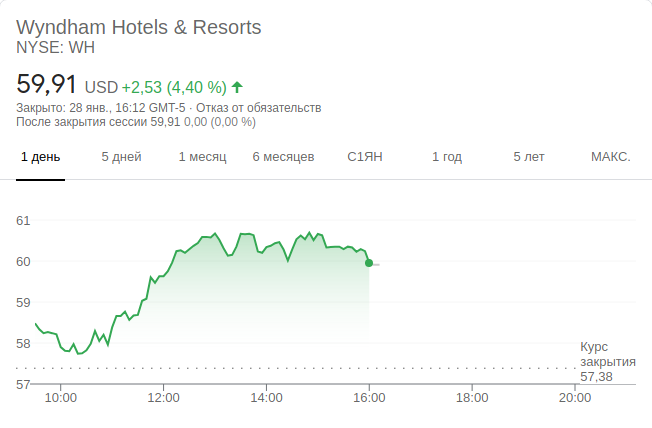 Wyndham Hotels & Resorts
NYSE: WH
59,91 USD +2,53 (4,40 %)
Закрыто: 28 янв., 16:12 GMT-5 · Отказ от обязательств
После закрытия сессии 59,91 0,00 (0,00 %)
1 день 5 дней 1 месяц 6 месяцев С1ЯН 1 год 5 лет МАКС.
61
60
59
58
57
Курс
закрытия
57,38
10:00 12:00 14:00 16:00 18:00 20:00